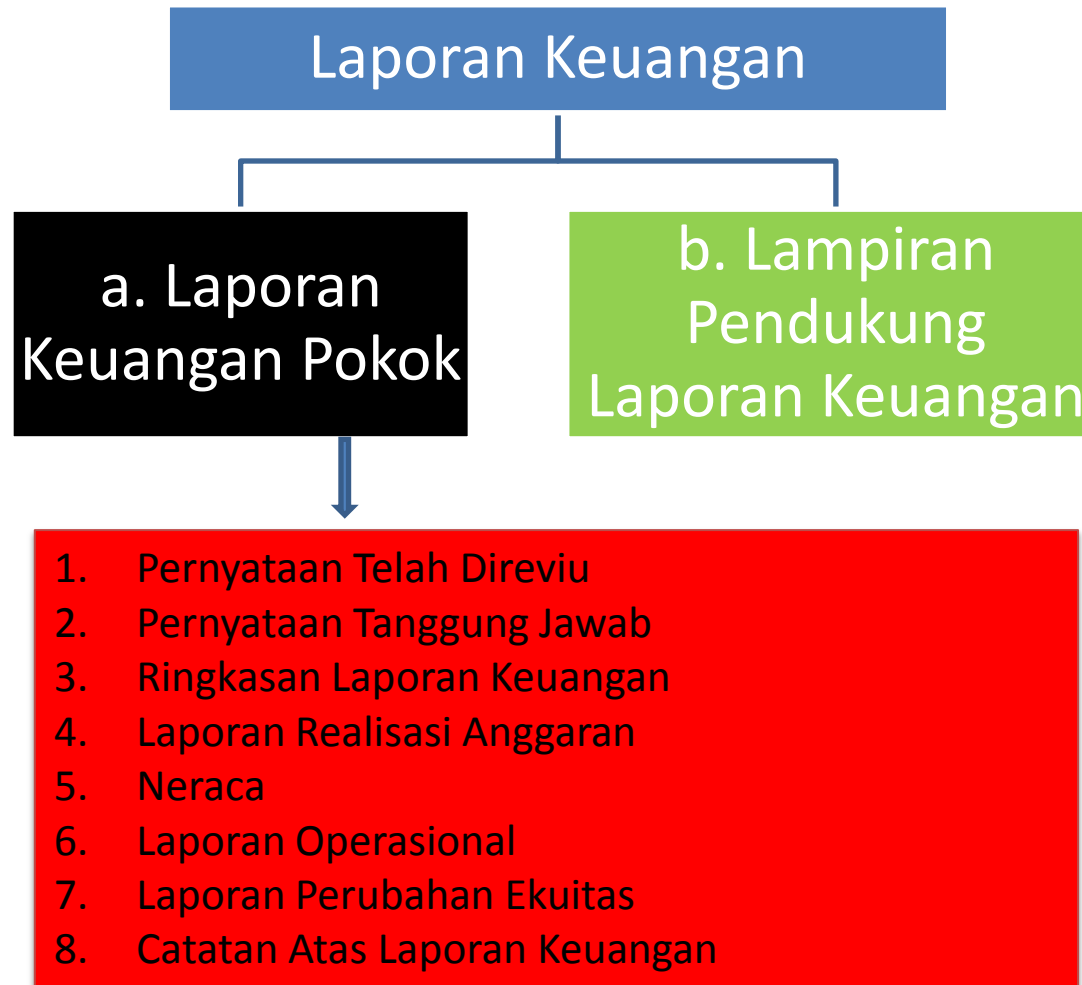 Laporan Keuangan
a. Laporan
Keuangan Pokok
b. Lampiran
Pendukung
Laporan Keuangan
1. Pernyataan Telah Direviu
2. Pernyataan Tanggung Jawab
3. Ringkasan Laporan Keuangan
4. Laporan Realisasi Anggaran
5. Neraca
6. Laporan Operasional
7. Laporan Perubahan Ekuitas
8. Catatan Atas Laporan Keuangan